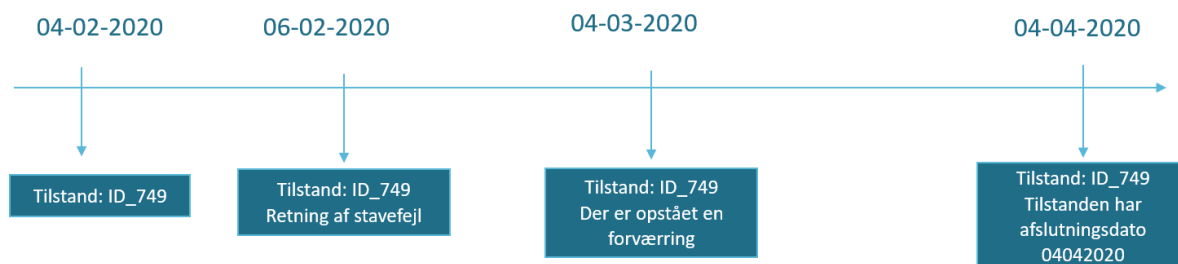 04-02-2020
06-02-2020
04-03-2020
04-04-2020
Tilstand: ID_749
Tilstand: ID_749
Retning af stavefejl
Tilstand: ID_749
Der er opstået en
forværring
Tilstand: ID_749
Tilstanden har
afslutningsdato
04042020